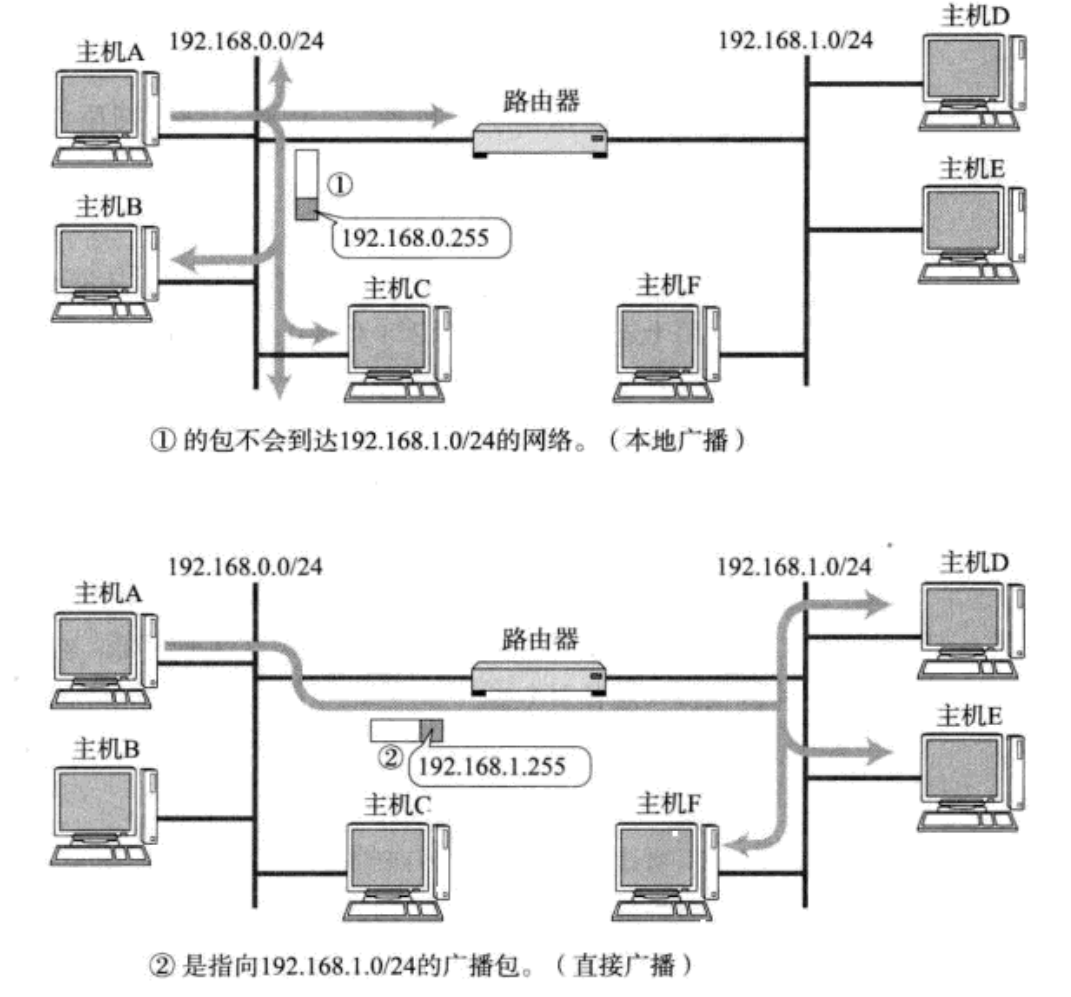 主机A
192.168.0.0/24
192.168.1.0/24
主机D
路由器
主机B
①
192.168.0.255
主机E
主机C
主机F
① 的包不会到达192.168.1.0/24的网络。（本地广播）
主机A
192.168.0.0/24
192.168.1.0/24
主机D
路由器
主机B
②
192.168.1.255
主机E
主机C
主机F
② 是指向192.168.1.0/24的广播包。（直接广播）